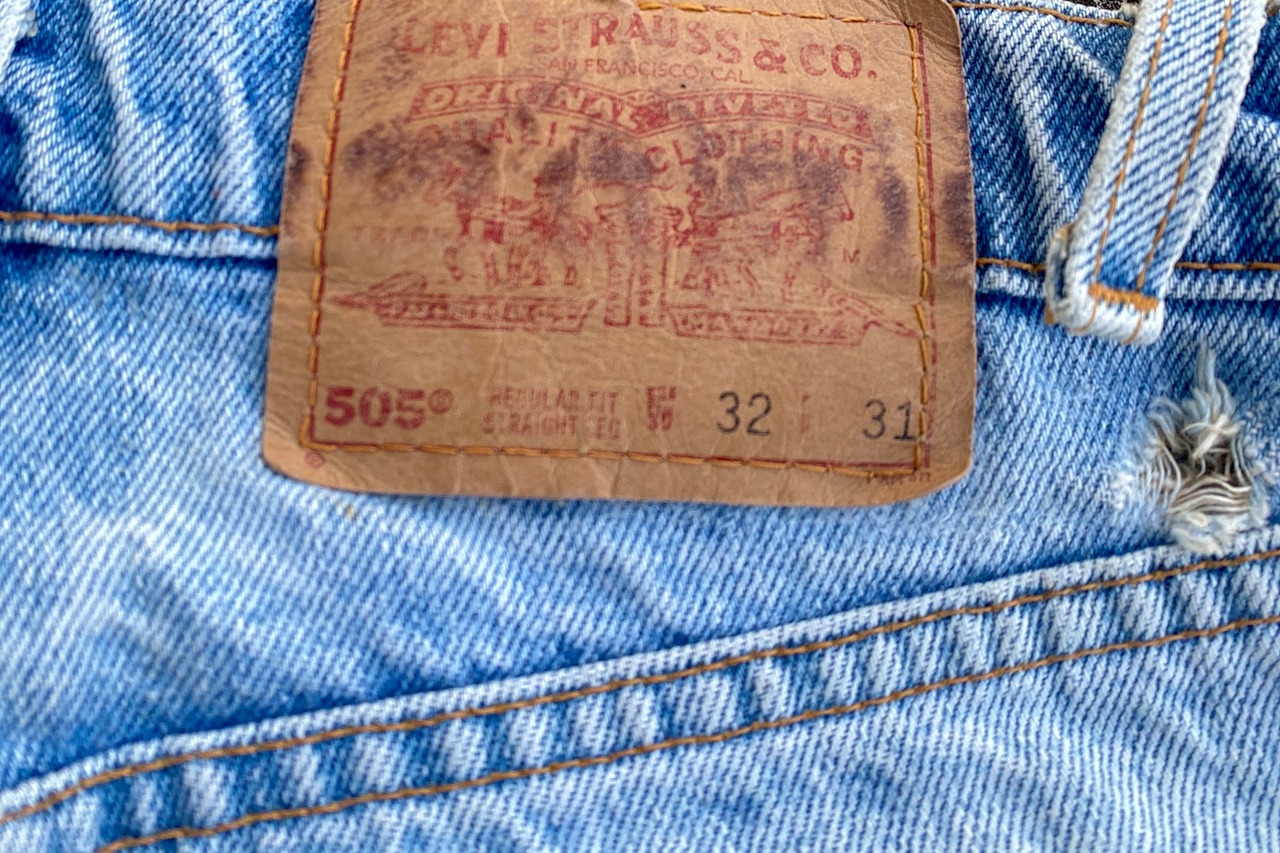 LEVI STRAUSS & CO.
SAN FRANCISCO, CAL
ORIGINAL RIVETED
QUALITY CLOTHING
505® REGULAR FIT W 32 L 31
STRAIGHT LEG
®